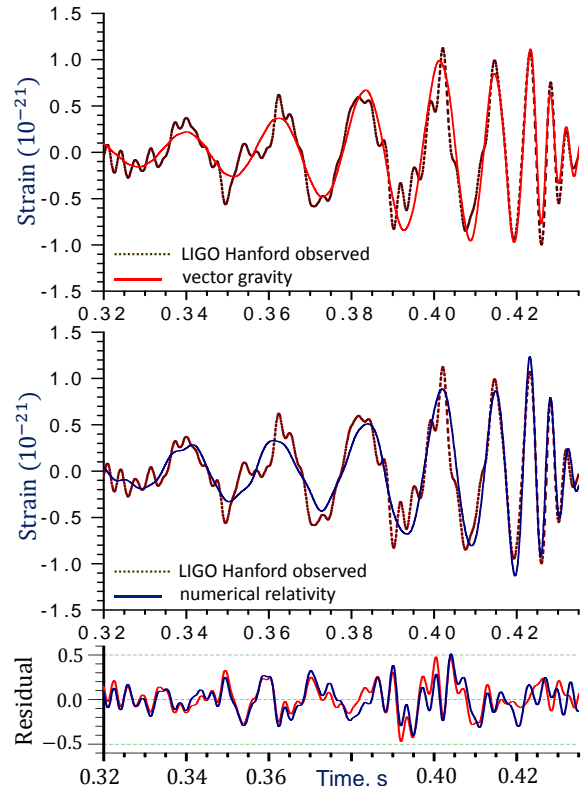 1.5
1.0
0.5
0.0
-0.5
-1.0
-1.5
Strain (10⁻²¹)
LIGO Hanford observed
vector gravity
0.32 0.34 0.36 0.38 0.40 0.42
1.5
1.0
0.5
0.0
-0.5
-1.0
-1.5
Strain (10⁻²¹)
LIGO Hanford observed
numerical relativity
0.32 0.34 0.36 0.38 0.40 0.42
0.5
0.0
−0.5
Residual
0.32 0.34 0.36 Time, s 0.40 0.42